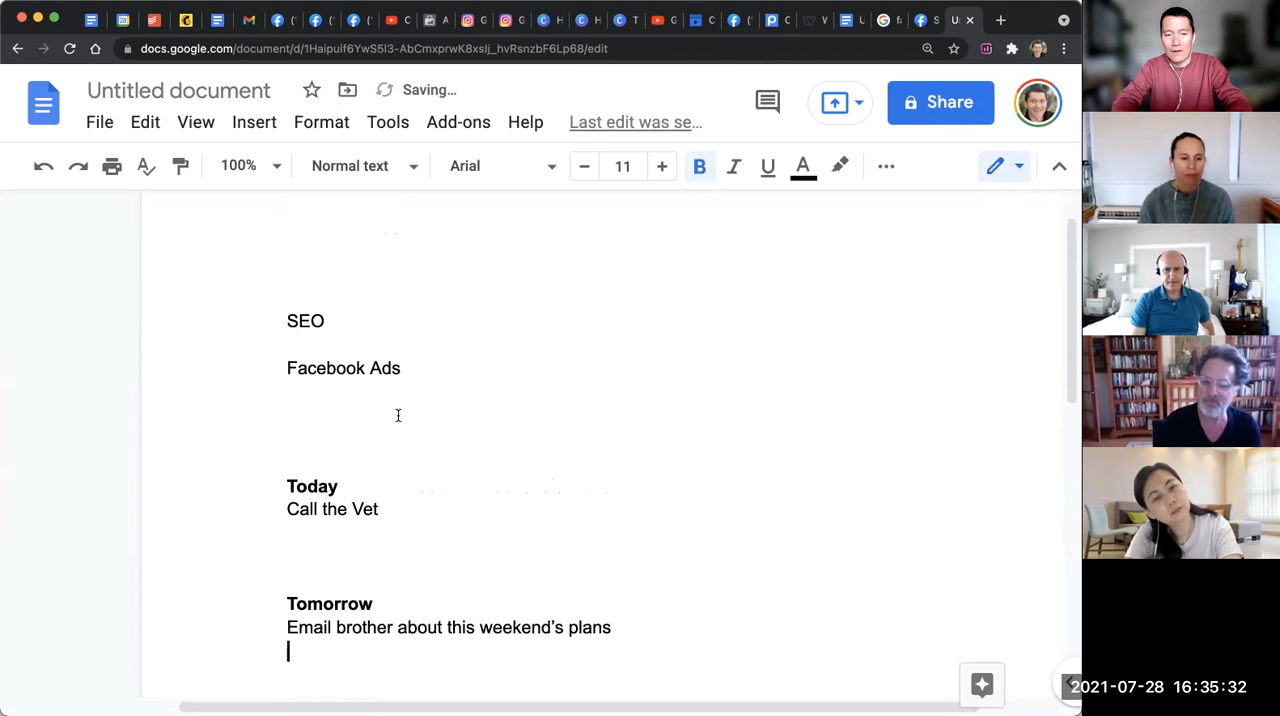 docs.google.com/document/d/1Haipuif6YwS5l3-AbCmxprwK8xslj_hvRsnzbF6Lp68/edit
Untitled document
Saving…
Share
File Edit View Insert Format Tools Add-ons Help Last edit was se…
100% Normal text Arial 11 B I U A
SEO
Facebook Ads
Today
Call the Vet
Tomorrow
Email brother about this weekend's plans
2021-07-28 16:35:32